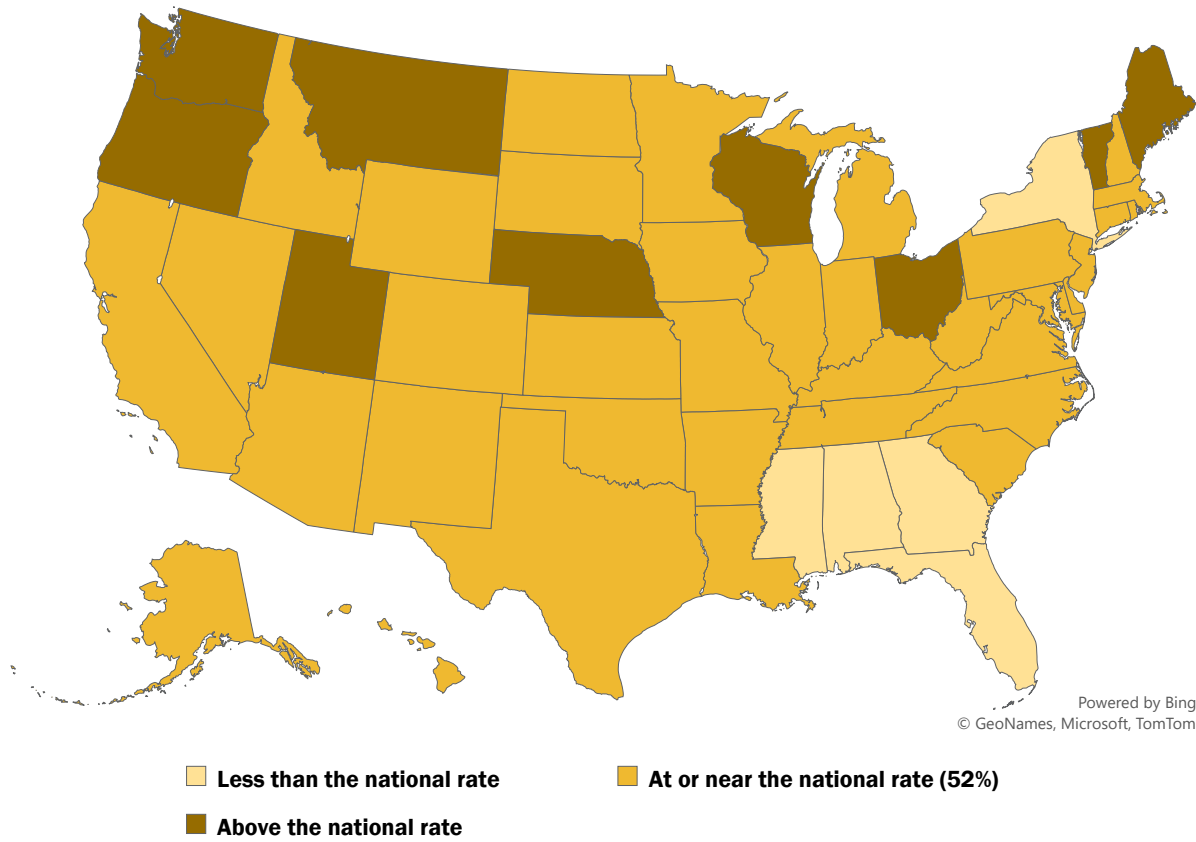 Powered by Bing
© GeoNames, Microsoft, TomTom
Less than the national rate
At or near the national rate (52%)
Above the national rate